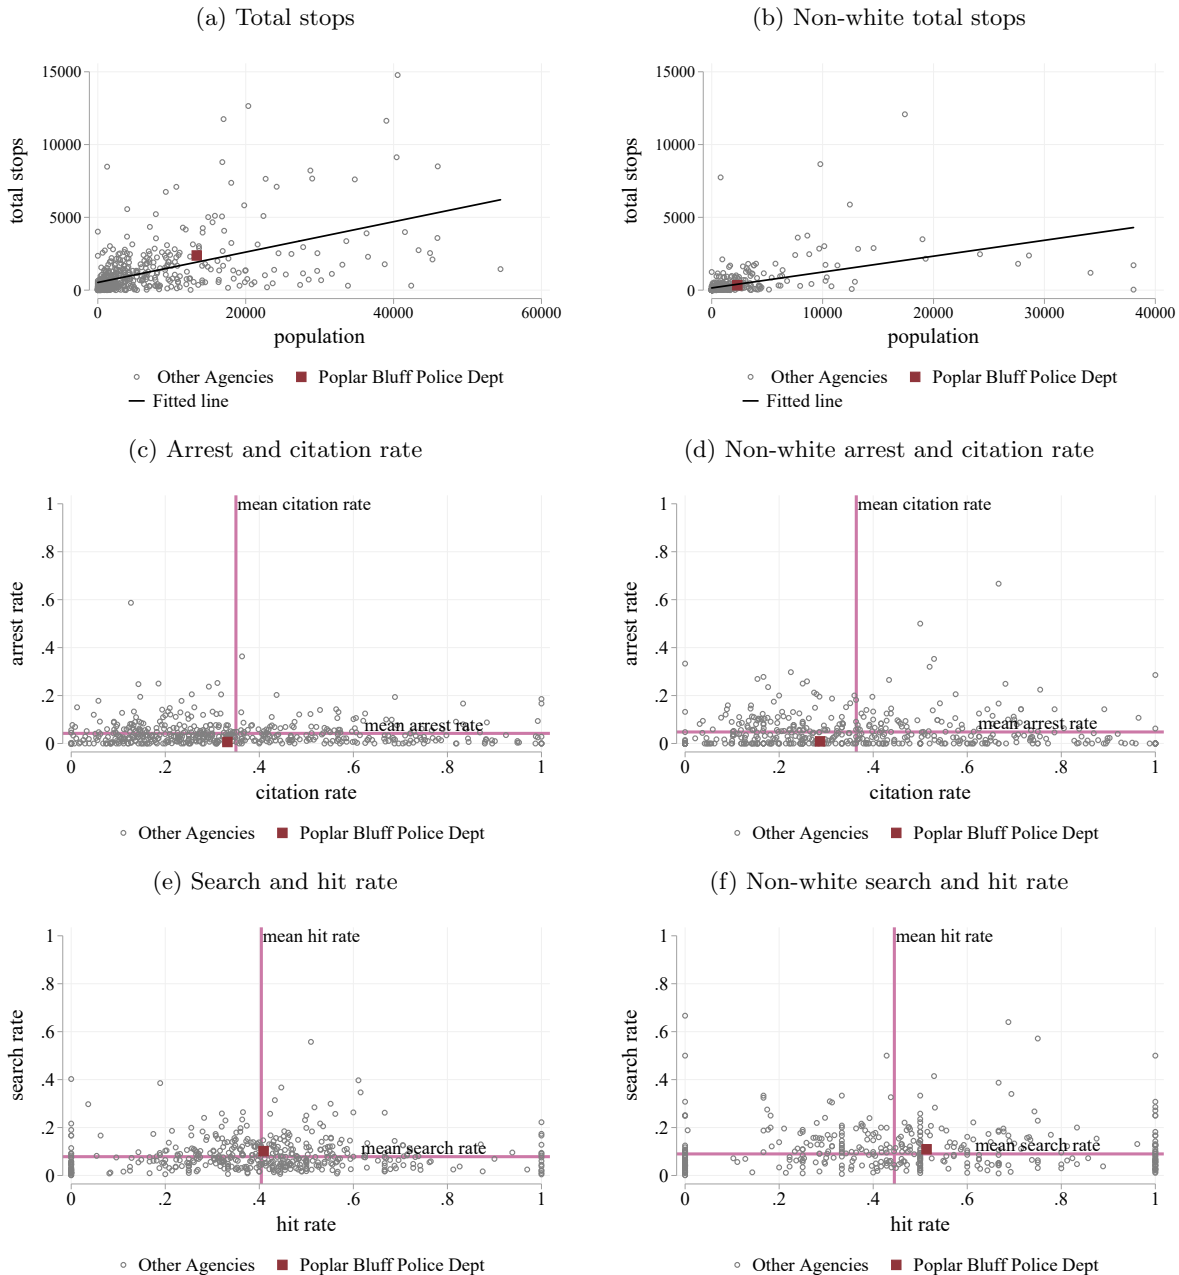 (a) Total stops
15000
10000
5000
0
total stops
0 20000 40000 60000
population
Other Agencies Poplar Bluff Police Dept
Fitted line
(b) Non-white total stops
15000
10000
5000
0
total stops
0 10000 20000 30000 40000
population
Other Agencies Poplar Bluff Police Dept
Fitted line
(c) Arrest and citation rate
1
.8
.6
.4
.2
0
arrest rate
mean citation rate
mean arrest rate
0 .2 .4 .6 .8 1
citation rate
Other Agencies Poplar Bluff Police Dept
(d) Non-white arrest and citation rate
1
.8
.6
.4
.2
0
arrest rate
mean citation rate
mean arrest rate
0 .2 .4 .6 .8 1
citation rate
Other Agencies Poplar Bluff Police Dept
(e) Search and hit rate
1
.8
.6
.4
.2
0
search rate
mean hit rate
mean search rate
0 .2 .4 .6 .8 1
hit rate
Other Agencies Poplar Bluff Police Dept
(f) Non-white search and hit rate
1
.8
.6
.4
.2
0
search rate
mean hit rate
mean search rate
0 .2 .4 .6 .8 1
hit rate
Other Agencies Poplar Bluff Police Dept